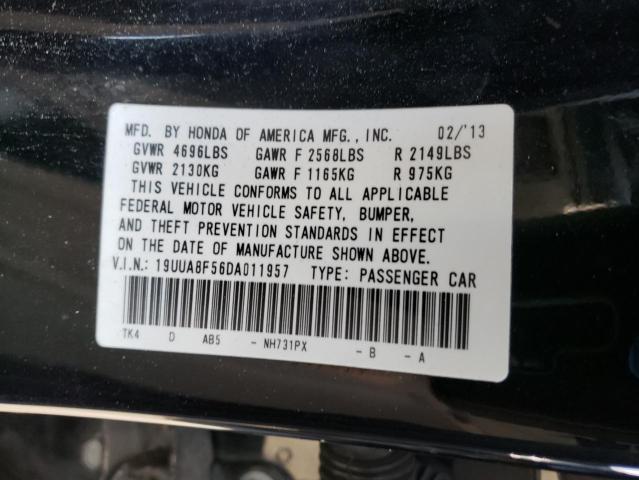 MFD. BY HONDA OF AMERICA MFG., INC. 02/'13
GVWR 4696LBS GAWR F 2568LBS R 2149LBS
GVWR 2130KG GAWR F 1165KG R 975KG
THIS VEHICLE CONFORMS TO ALL APPLICABLE
FEDERAL MOTOR VEHICLE SAFETY, BUMPER,
AND THEFT PREVENTION STANDARDS IN EFFECT
ON THE DATE OF MANUFACTURE SHOWN ABOVE.
V.I.N.: 19UUA8F56DA011957 TYPE: PASSENGER CAR
TK4 D AB5 - NH731PX - B - A